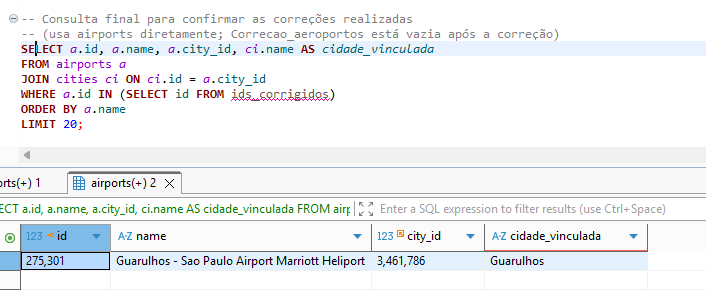 -- Consulta final para confirmar as correções realizadas
-- (usa airports diretamente; Correcao_aeroportos está vazia após a correção)
SELECT a.id, a.name, a.city_id, ci.name AS cidade_vinculada
FROM airports a
JOIN cities ci ON ci.id = a.city_id
WHERE a.id IN (SELECT id FROM ids_corrigidos)
ORDER BY a.name
LIMIT 20;
orts(+) 1 airports(+) 2
ECT a.id, a.name, a.city_id, ci.name AS cidade_vinculada FROM airp Enter a SQL expression to filter results (use Ctrl+Space)
123 id A-Z name 123 city_id A-Z cidade_vinculada
275,301 Guarulhos - Sao Paulo Airport Marriott Heliport 3,461,786 Guarulhos